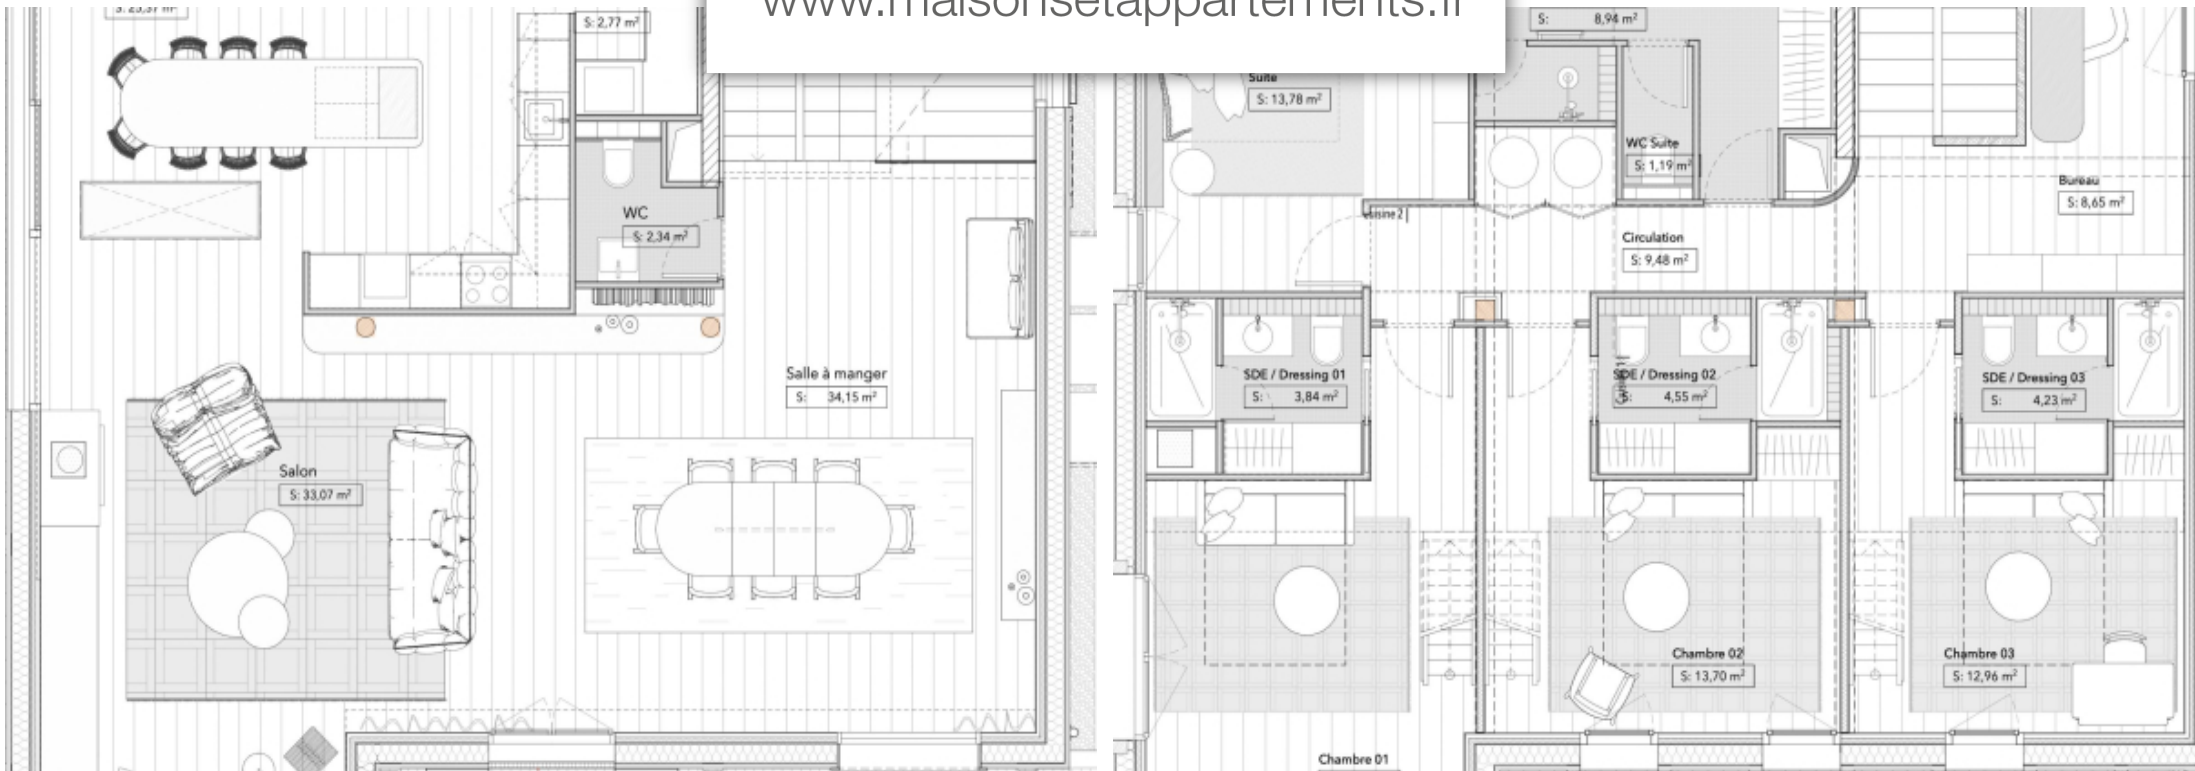 www.maisonsetappartements.fr
S: 2,77 m²
WC
S: 2,34 m²
Salle à manger
S: 34,15 m²
Salon
S: 33,07 m²
S: 8,94 m²
Suite
S: 13,78 m²
WC Suite
S: 1,19 m²
Bureau
S: 8,65 m²
Circulation
S: 9,48 m²
SDE / Dressing 01
S: 3,84 m²
SDE / Dressing 02
S: 4,55 m²
SDE / Dressing 03
S: 4,23 m²
Chambre 02
S: 13,70 m²
Chambre 03
S: 12,96 m²
Chambre 01